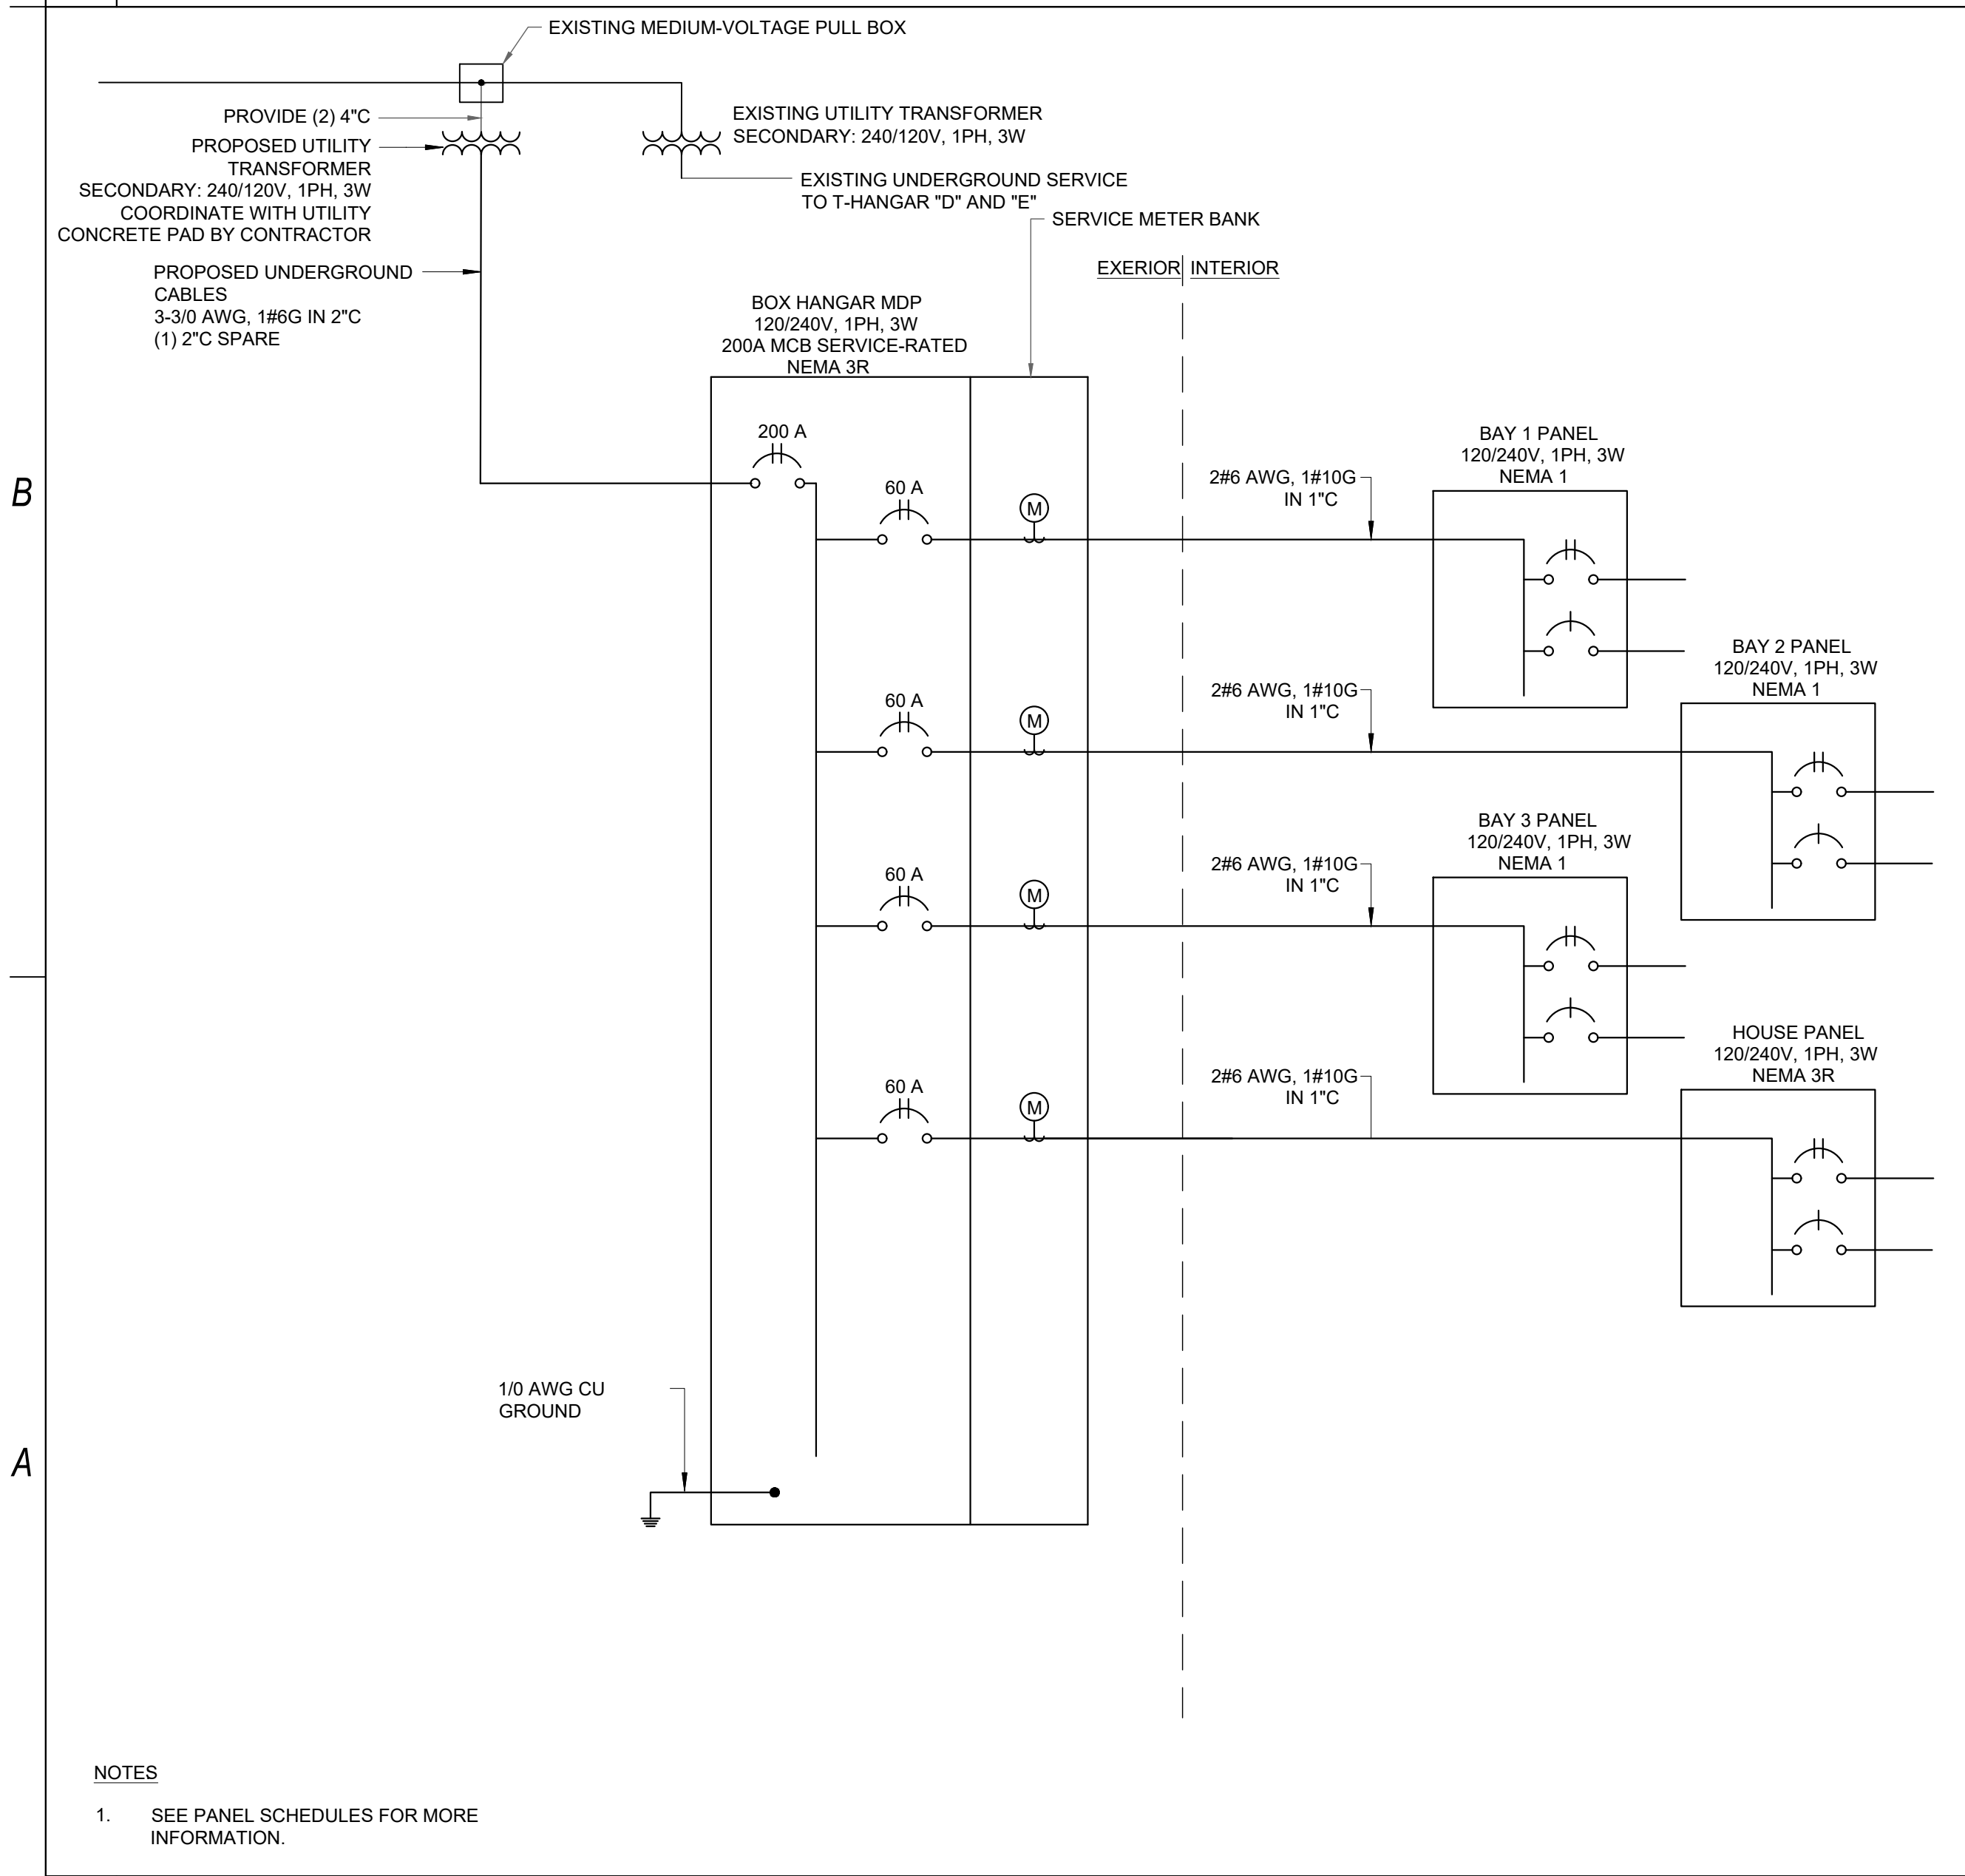 EXISTING MEDIUM-VOLTAGE PULL BOX
PROVIDE (2) 4"C
PROPOSED UTILITY
TRANSFORMER
SECONDARY: 240/120V, 1PH, 3W
COORDINATE WITH UTILITY
CONCRETE PAD BY CONTRACTOR
EXISTING UTILITY TRANSFORMER
SECONDARY: 240/120V, 1PH, 3W
EXISTING UNDERGROUND SERVICE
TO T-HANGAR "D" AND "E"
SERVICE METER BANK
PROPOSED UNDERGROUND
CABLES
3-3/0 AWG, 1#6G IN 2"C
(1) 2"C SPARE
EXERIOR INTERIOR
BOX HANGAR MDP
120/240V, 1PH, 3W
200A MCB SERVICE-RATED
NEMA 3R
200 A
B
60 A
M
2#6 AWG, 1#10G
IN 1"C
BAY 1 PANEL
120/240V, 1PH, 3W
NEMA 1
60 A
M
2#6 AWG, 1#10G
IN 1"C
BAY 2 PANEL
120/240V, 1PH, 3W
NEMA 1
60 A
M
2#6 AWG, 1#10G
IN 1"C
BAY 3 PANEL
120/240V, 1PH, 3W
NEMA 1
60 A
M
2#6 AWG, 1#10G
IN 1"C
HOUSE PANEL
120/240V, 1PH, 3W
NEMA 3R
1/0 AWG CU
GROUND
A
NOTES
1. SEE PANEL SCHEDULES FOR MORE
INFORMATION.